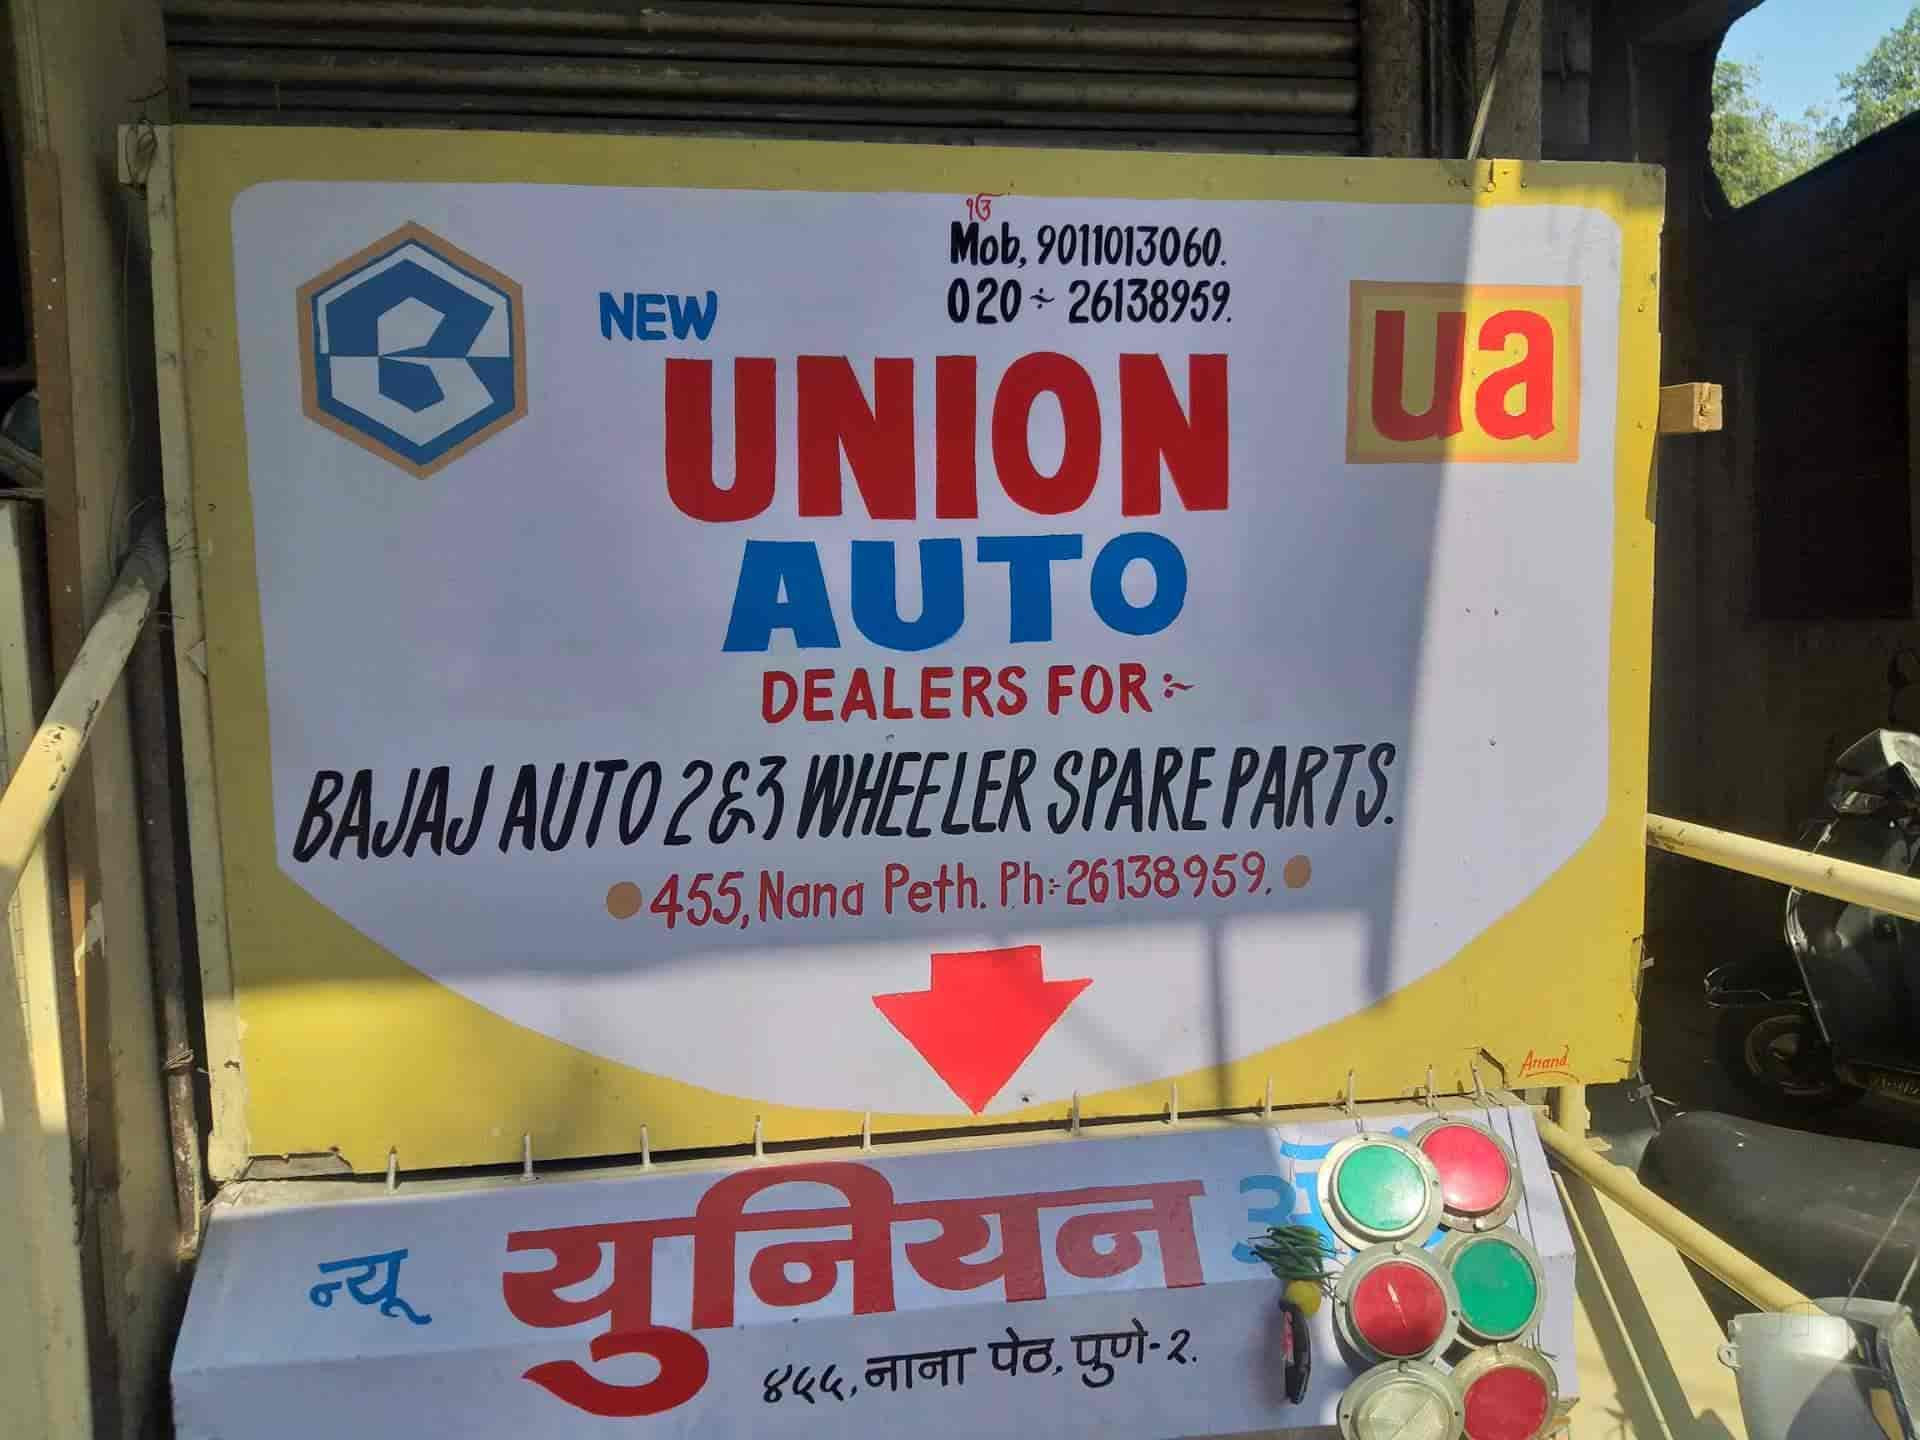 Mob, 9011013060.
020 ÷ 26138959.
NEW
UNION
AUTO
ua
DEALERS FOR :~
BAJAJ AUTO 2 & 3 WHEELER SPARE PARTS.
455, Nana Peth. Ph:- 26138959.
Anand.
न्यू युनियन
४५५, नाना पेठ, पुणे-२.